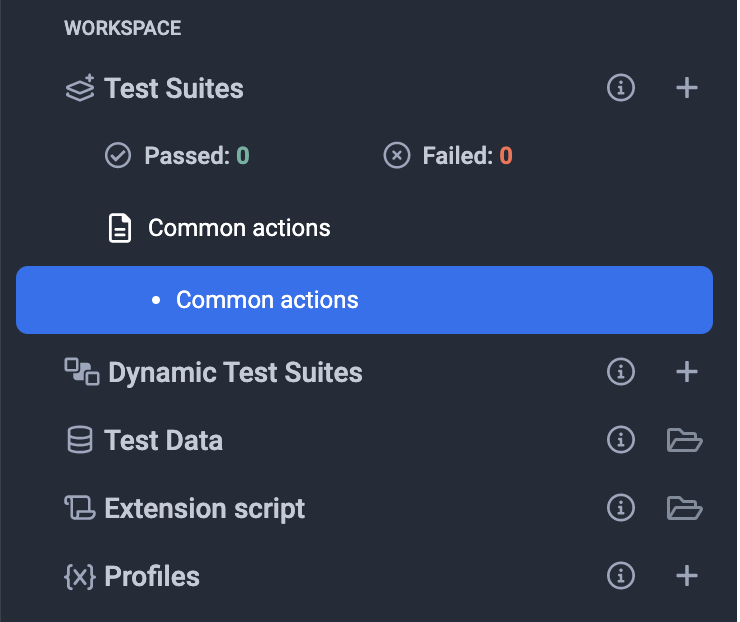 WORKSPACE
Test Suites
Passed: 0
Failed: 0
Common actions
Common actions
Dynamic Test Suites
Test Data
Extension script
Profiles